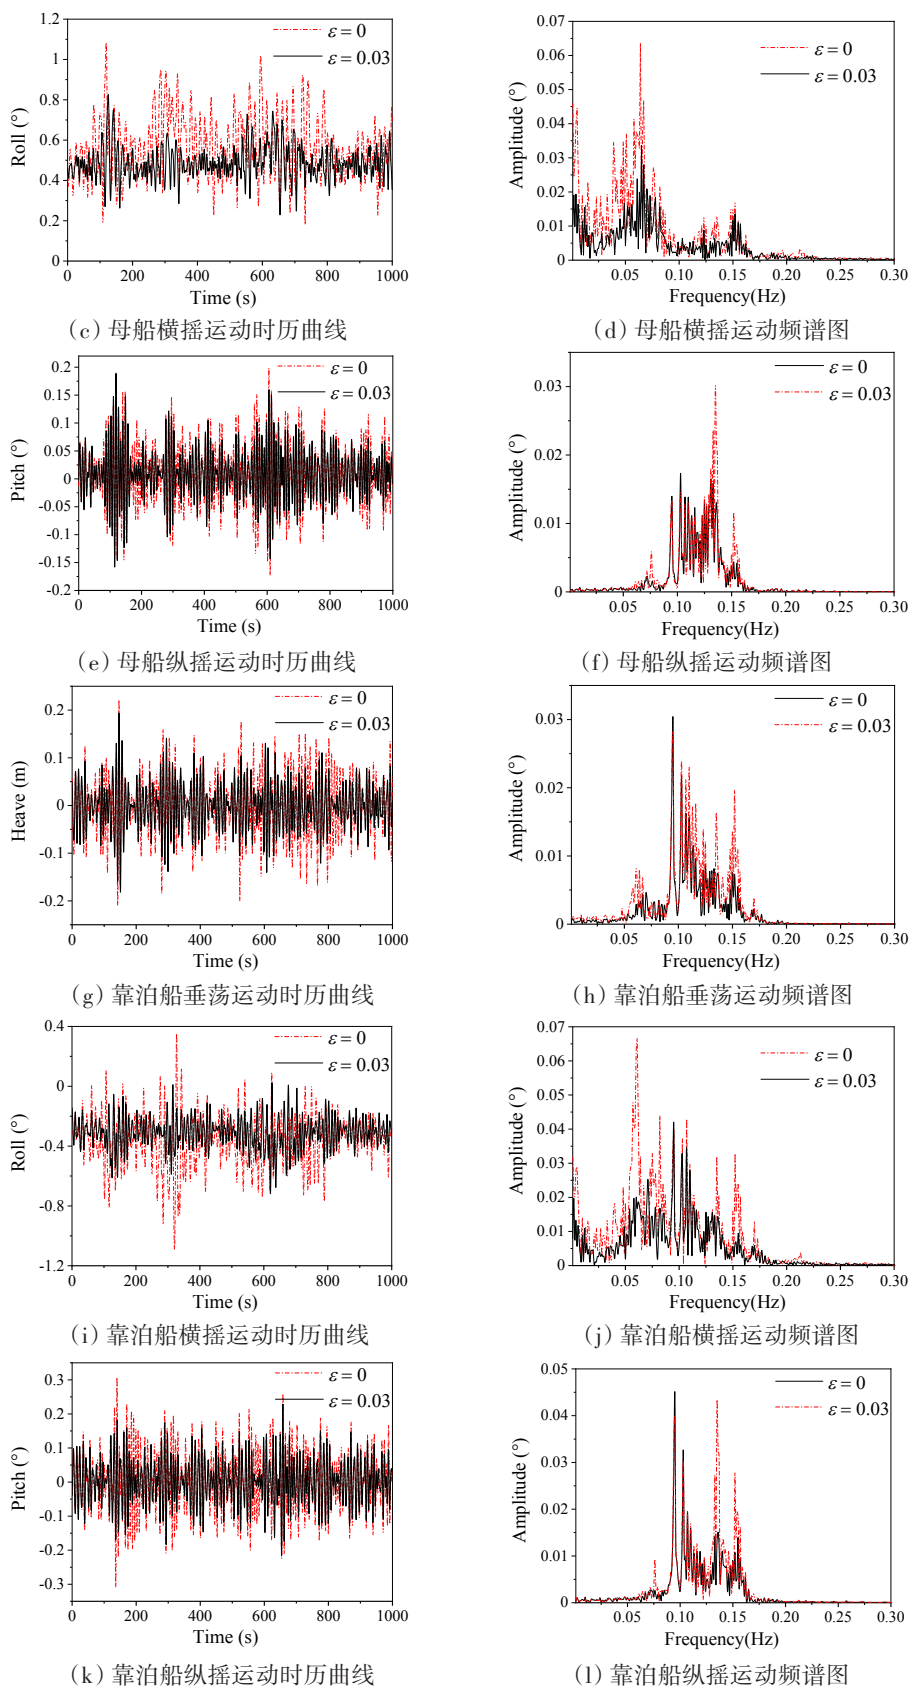 1.2
1
0.8
0.6
0.4
0.2
0
Roll (°)
0 200 400 600 800 1000
Time (s)
ε = 0
ε = 0.03
(c) 母船横摇运动时历曲线
0.07
0.06
0.05
0.04
0.03
0.02
0.01
0
Amplitude (°)
0.05 0.10 0.15 0.20 0.25 0.30
Frequency(Hz)
ε = 0
ε = 0.03
(d) 母船横摇运动频谱图
0.2
0.15
0.1
0.05
0
-0.05
-0.1
-0.15
-0.2
Pitch (°)
0 200 400 600 800 1000
Time (s)
ε = 0
ε = 0.03
(e) 母船纵摇运动时历曲线
0.03
0.02
0.01
0
Amplitude (°)
0.05 0.10 0.15 0.20 0.25 0.30
Frequency(Hz)
ε = 0
ε = 0.03
(f) 母船纵摇运动频谱图
0.2
0.1
0
-0.1
-0.2
Heave (m)
0 200 400 600 800 1000
Time (s)
ε = 0
ε = 0.03
(g) 靠泊船垂荡运动时历曲线
0.03
0.02
0.01
0
Amplitude (°)
0.05 0.10 0.15 0.20 0.25 0.30
Frequency(Hz)
ε = 0
ε = 0.03
(h) 靠泊船垂荡运动频谱图
0.4
0
-0.4
-0.8
-1.2
Roll (°)
0 200 400 600 800 1000
Time (s)
ε = 0
ε = 0.03
(i) 靠泊船横摇运动时历曲线
0.07
0.06
0.05
0.04
0.03
0.02
0.01
0
Amplitude (°)
0.05 0.10 0.15 0.20 0.25 0.30
Frequency(Hz)
ε = 0
ε = 0.03
(j) 靠泊船横摇运动频谱图
0.3
0.2
0.1
0
-0.1
-0.2
-0.3
Pitch (°)
0 200 400 600 800 1000
Time (s)
ε = 0
ε = 0.03
(k) 靠泊船纵摇运动时历曲线
0.05
0.04
0.03
0.02
0.01
0
Amplitude (°)
0.05 0.10 0.15 0.20 0.25 0.30
Frequency(Hz)
ε = 0
ε = 0.03
(l) 靠泊船纵摇运动频谱图